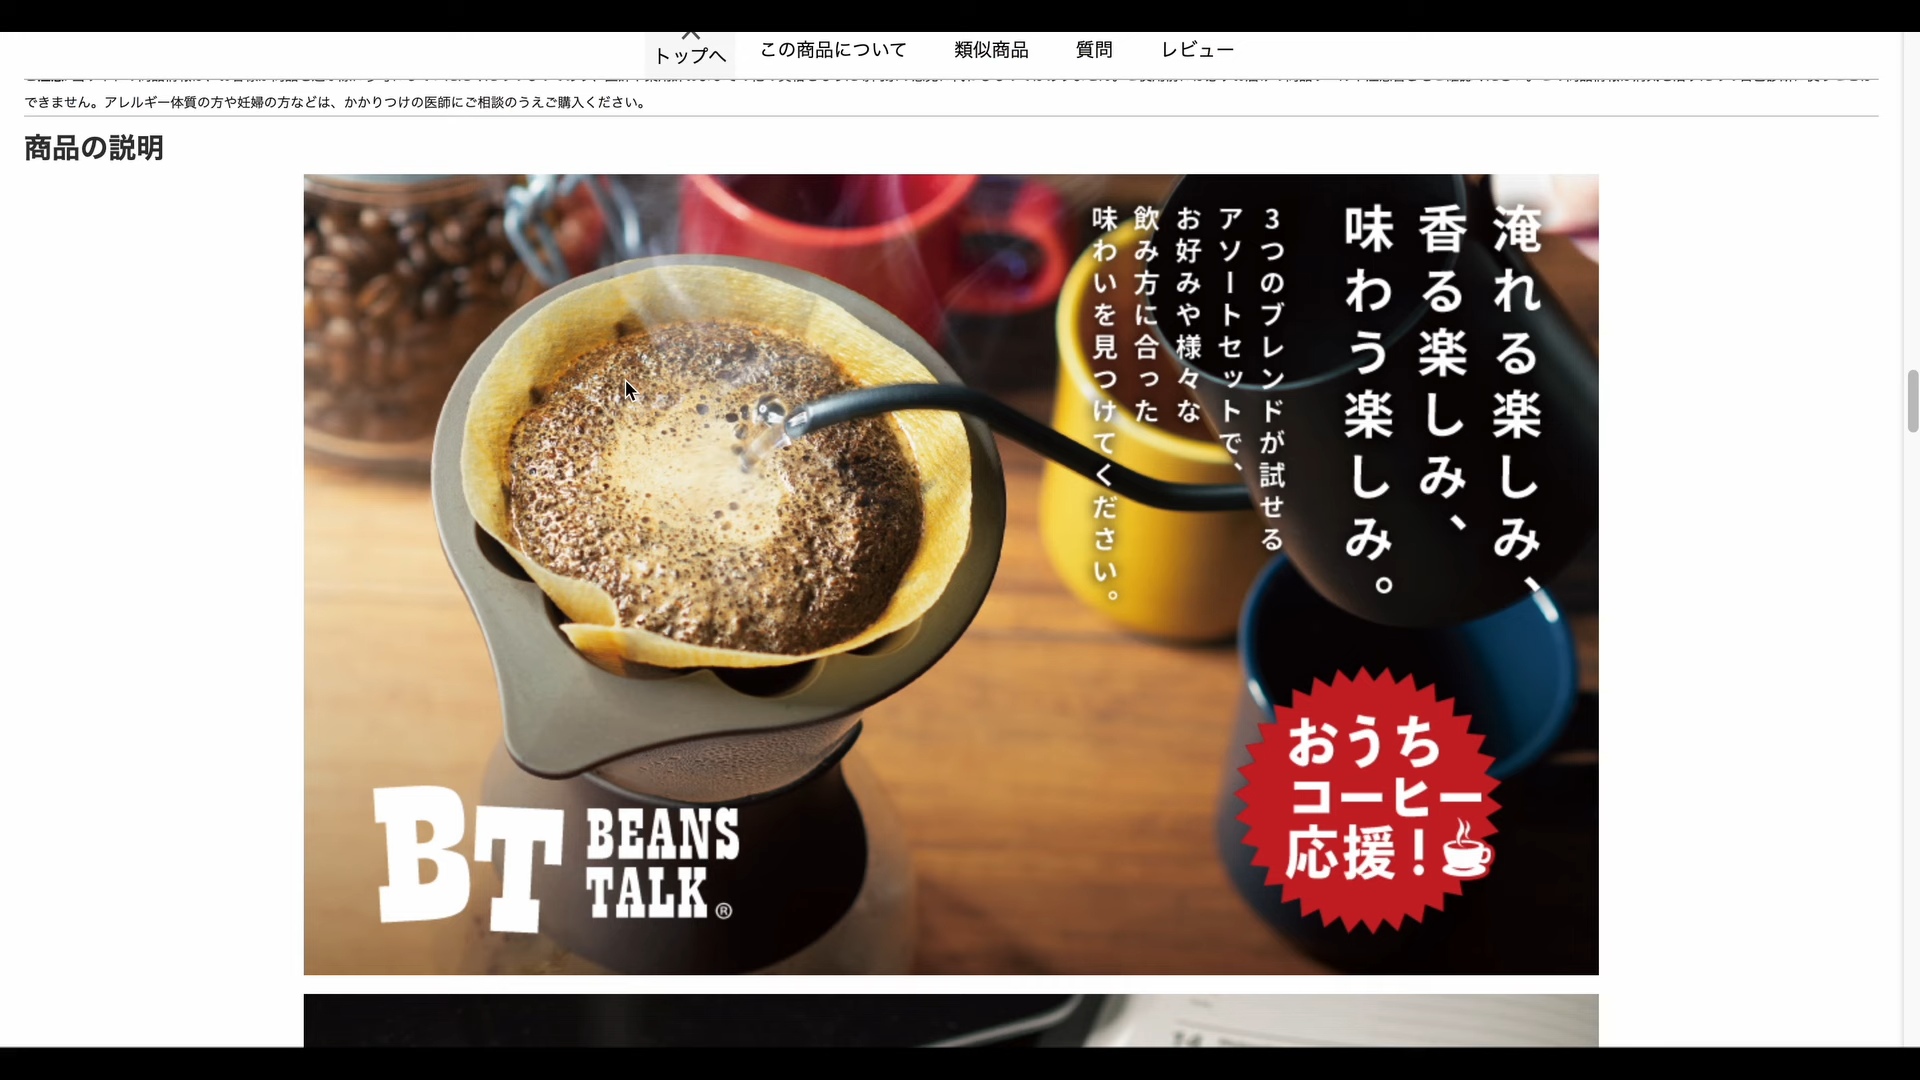 トップへ
この商品について
類似商品
質問
レビュー
できません。アレルギー体質の方や妊婦の方などは、かかりつけの医師にご相談のうえご購入ください。
商品の説明
淹れる楽しみ、
香る楽しみ、
味わう楽しみ。
3つのブレンドが試せる
アソートセットで、
お好みや様々な
飲み方に合った
味わいを見つけてください。
おうち
コーヒー
応援！
BT
BEANS
TALK®